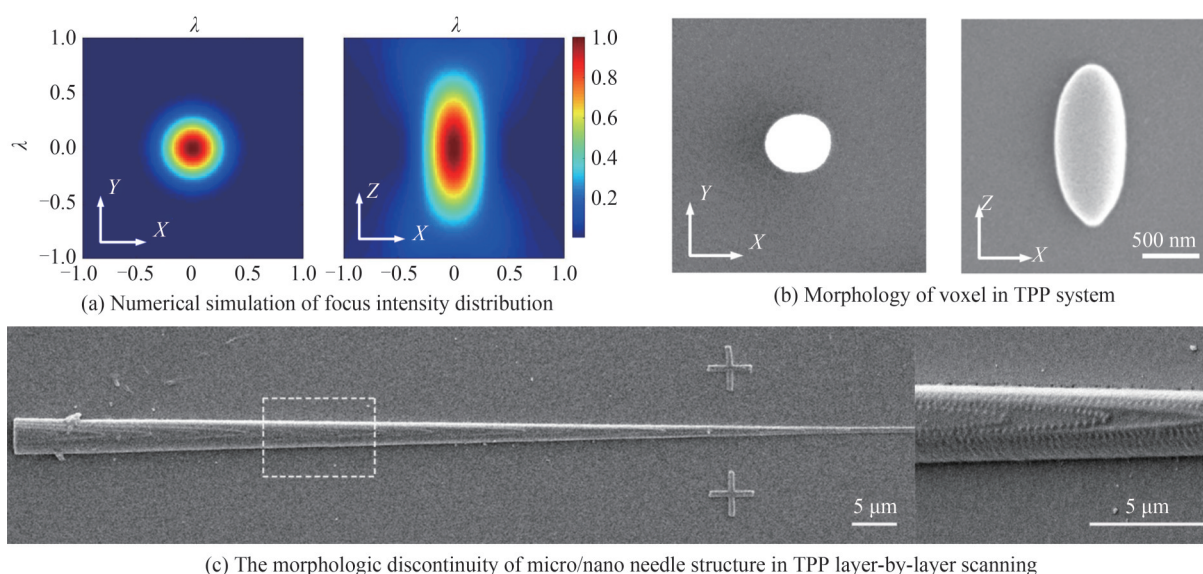 λ
λ
1.0
1.0
0.5
0.8
λ
0.0
0.6
0.4
−0.5
Y
X
Z
X
0.2
−1.0
−1.0
−0.5
0
0.5
1.0
−1.0
−0.5
0
0.5
1.0
Y
X
Z
X
500 nm
(a) Numerical simulation of focus intensity distribution
(b) Morphology of voxel in TPP system
5 μm
5 μm
(c) The morphologic discontinuity of micro/nano needle structure in TPP layer-by-layer scanning